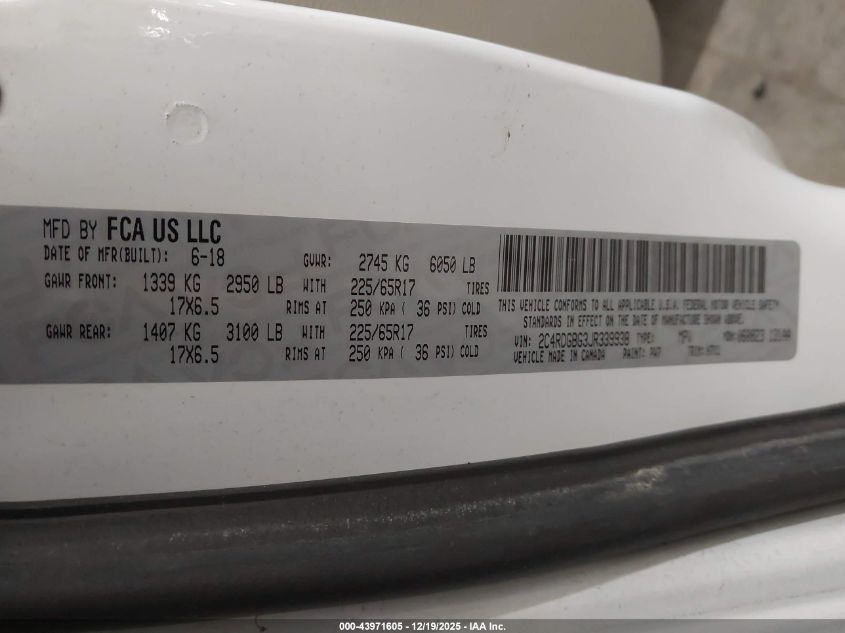 MFD BY FCA US LLC
DATE OF MFR(BUILT): 6-18 GVWR: 2745 KG 6050 LB
GAWR FRONT: 1339 KG 2950 LB WITH 225/65R17 TIRES
17X6.5 RIMS AT 250 KPA ( 36 PSI) COLD
GAWR REAR: 1407 KG 3100 LB WITH 225/65R17 TIRES
17X6.5 RIMS AT 250 KPA ( 36 PSI) COLD
THIS VEHICLE CONFORMS TO ALL APPLICABLE U.S.A. FEDERAL MOTOR VEHICLE SAFETY
STANDARDS IN EFFECT ON THE DATE OF MANUFACTURE SHOWN ABOVE.
VIN: 2C4RDGBG3JR339938 TYPE: MPV MDH:
VEHICLE MADE IN CANADA PAINT: PW7 TRIM:
000-43971605 - 12/19/2025 - IAA Inc.